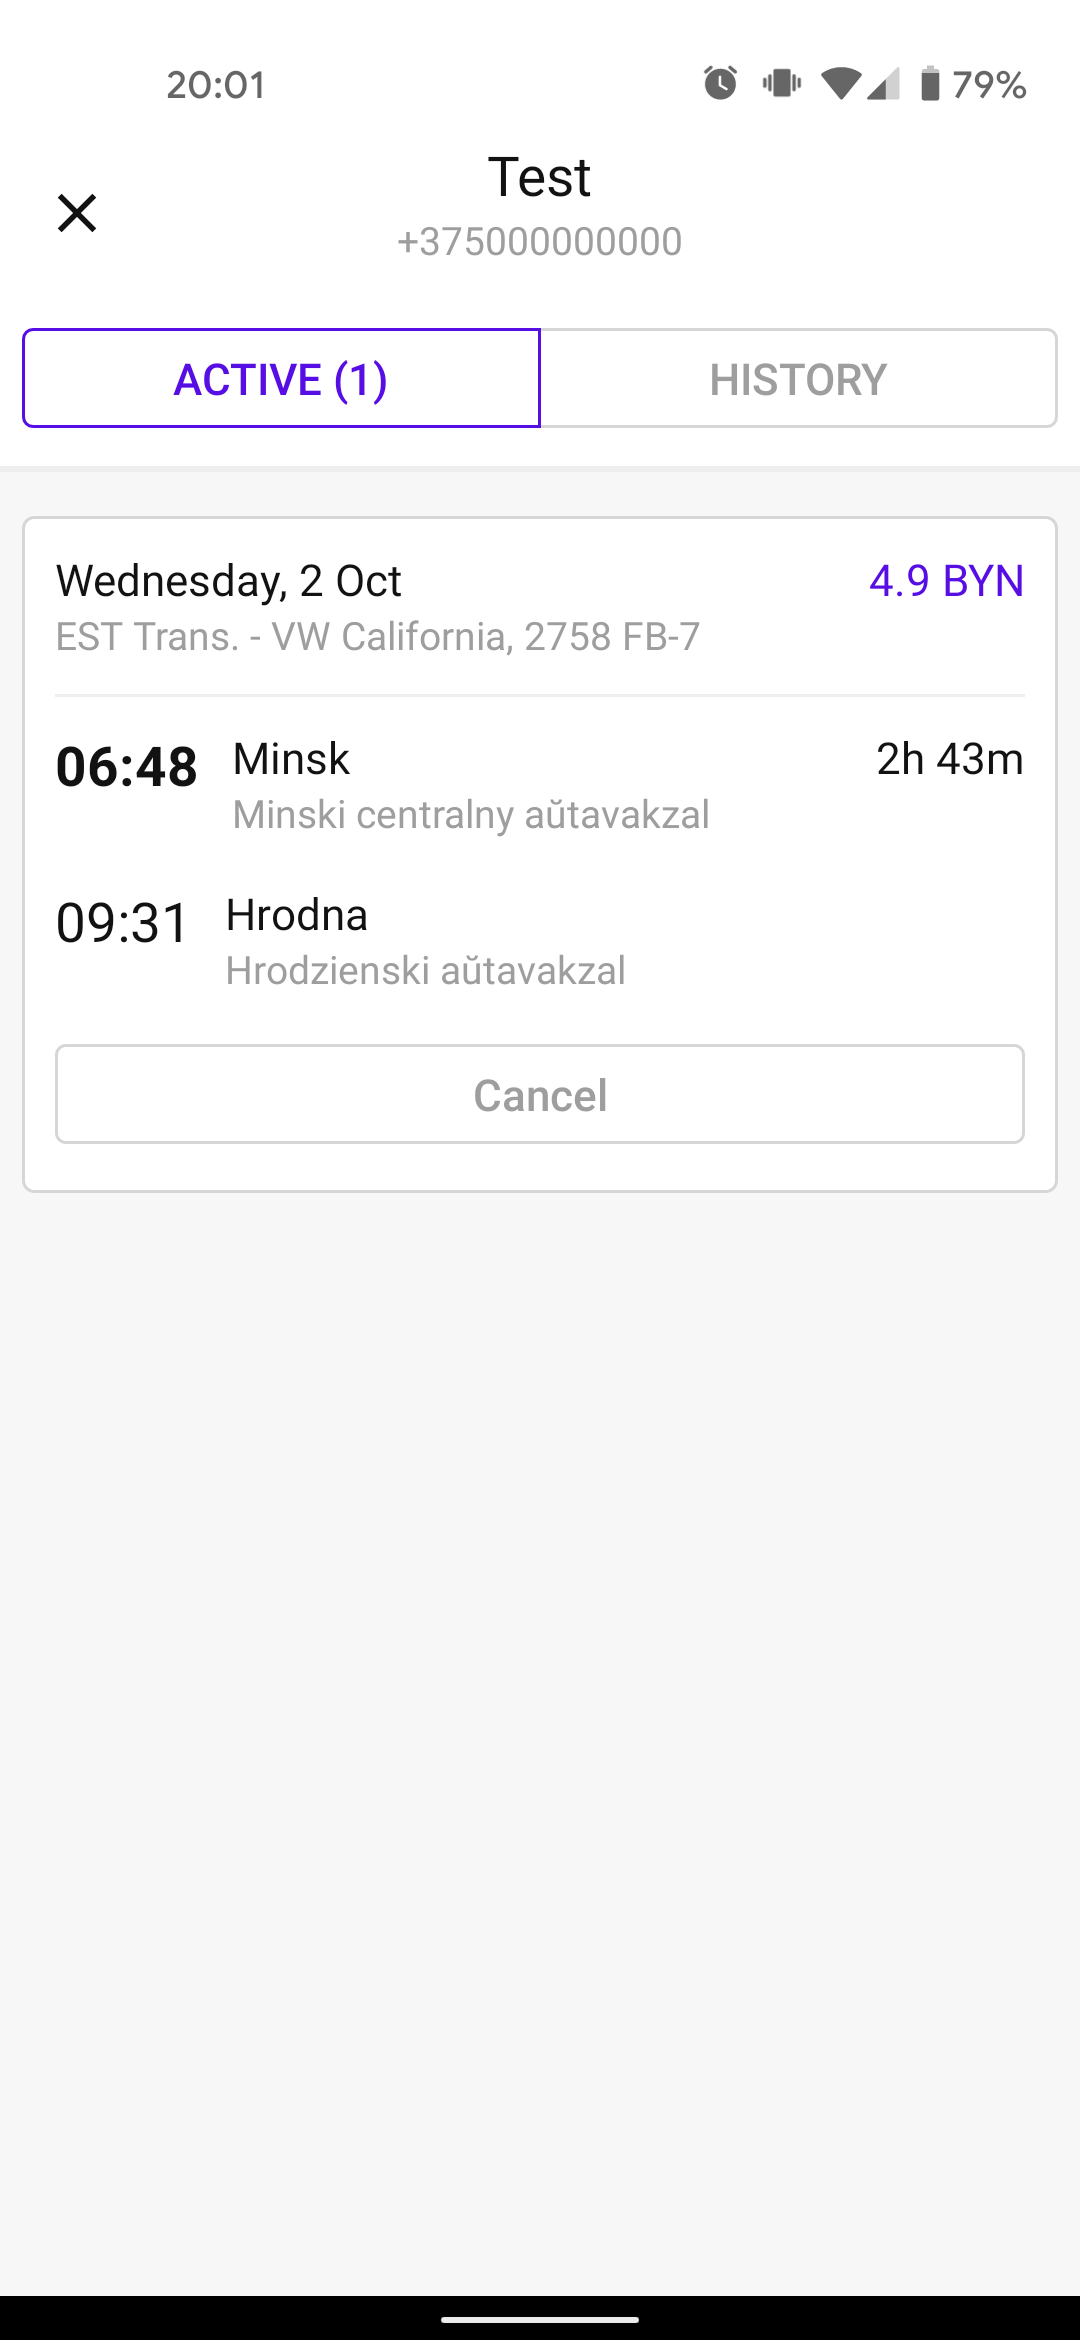 20:01
79%
Test
+375000000000
ACTIVE (1)
HISTORY
Wednesday, 2 Oct
4.9 BYN
EST Trans. - VW California, 2758 FB-7
06:48
Minsk
2h 43m
Minski centralny aŭtavakzal
09:31
Hrodna
Hrodzienski aŭtavakzal
Cancel